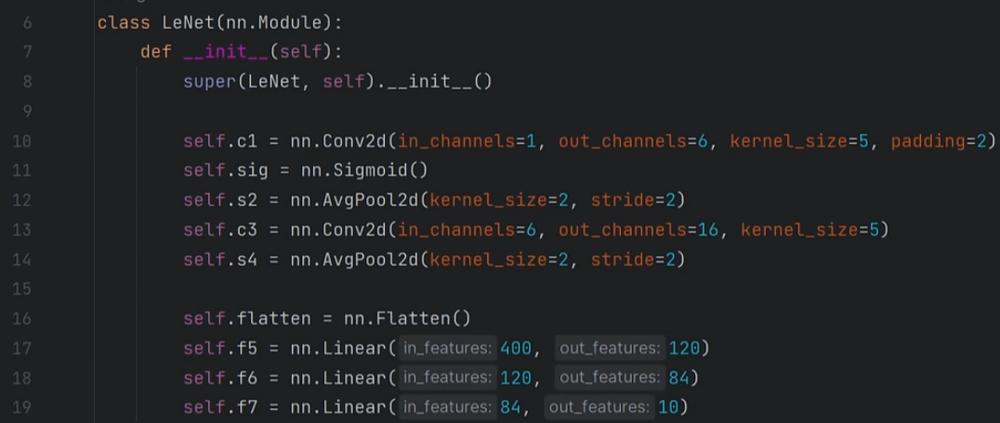 6 class LeNet(nn.Module):
7 def __init__(self):
8 super(LeNet, self).__init__()
9
10 self.c1 = nn.Conv2d(in_channels=1, out_channels=6, kernel_size=5, padding=2)
11 self.sig = nn.Sigmoid()
12 self.s2 = nn.AvgPool2d(kernel_size=2, stride=2)
13 self.c3 = nn.Conv2d(in_channels=6, out_channels=16, kernel_size=5)
14 self.s4 = nn.AvgPool2d(kernel_size=2, stride=2)
15
16 self.flatten = nn.Flatten()
17 self.f5 = nn.Linear( in_features: 400, out_features: 120)
18 self.f6 = nn.Linear( in_features: 120, out_features: 84)
19 self.f7 = nn.Linear( in_features: 84, out_features: 10)